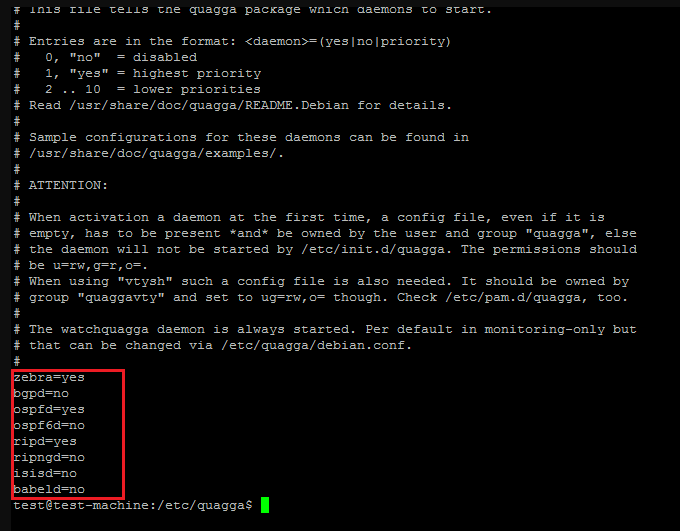 # This file tells the quagga package which daemons to start.
#
# Entries are in the format: <daemon>=(yes|no|priority)
#   0, "no"  = disabled
#   1, "yes" = highest priority
#   2 .. 10  = lower priorities
# Read /usr/share/doc/quagga/README.Debian for details.
#
# Sample configurations for these daemons can be found in
# /usr/share/doc/quagga/examples/.
#
# ATTENTION:
#
# When activation a daemon at the first time, a config file, even if it is
# empty, has to be present *and* be owned by the user and group "quagga", else
# the daemon will not be started by /etc/init.d/quagga. The permissions should
# be u=rw,g=r,o=.
# When using "vtysh" such a config file is also needed. It should be owned by
# group "quaggavty" and set to ug=rw,o= though. Check /etc/pam.d/quagga, too.
#
# The watchquagga daemon is always started. Per default in monitoring-only but
# that can be changed via /etc/quagga/debian.conf.
#
zebra=yes
bgpd=no
ospfd=yes
ospf6d=no
ripd=yes
ripngd=no
isisd=no
babeld=no
test@test-machine:/etc/quagga$